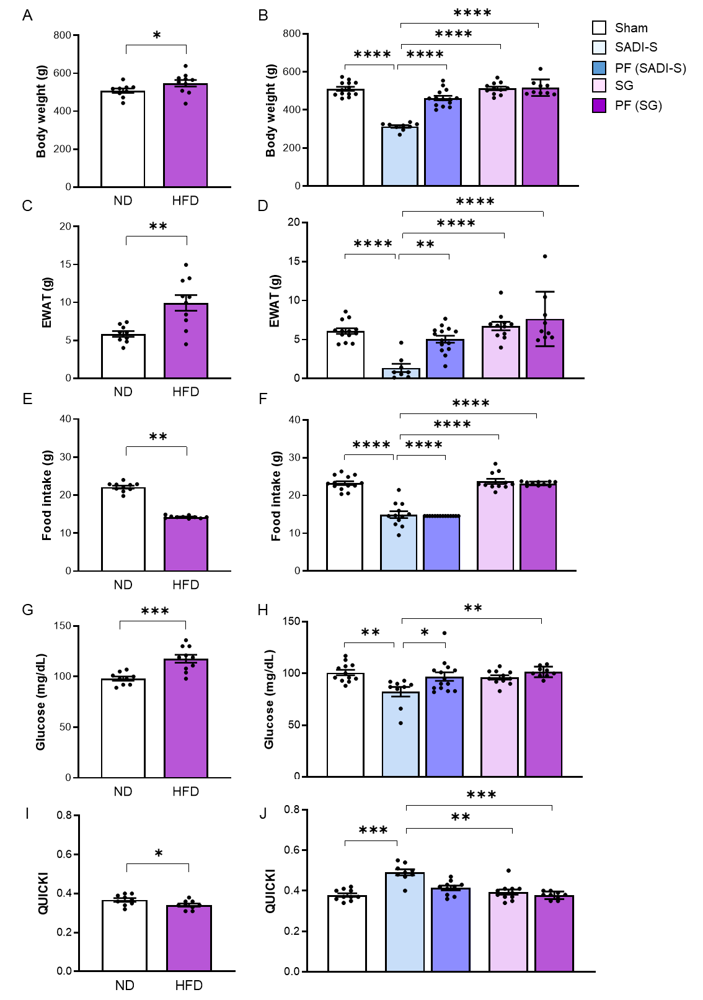 A
B
****
Sham
SADI-S
PF (SADI-S)
SG
PF (SG)
*
****
**** ****
Body weight (g)
800
600
400
200
0
ND HFD
Body weight (g)
800
600
400
200
0
C
D
****
**
****
**** **
EWAT (g)
20
15
10
5
0
ND HFD
EWAT (g)
20
15
10
5
0
E
F
****
**
****
**** ****
Food intake (g)
40
30
20
10
0
ND HFD
Food intake (g)
40
30
20
10
0
G
H
***
**
** *
Glucose (mg/dL)
150
100
50
0
ND HFD
Glucose (mg/dL)
150
100
50
0
I
J
***
**
***
*
QUICKI
0.8
0.6
0.4
0.2
0.0
ND HFD
QUICKI
0.8
0.6
0.4
0.2
0.0